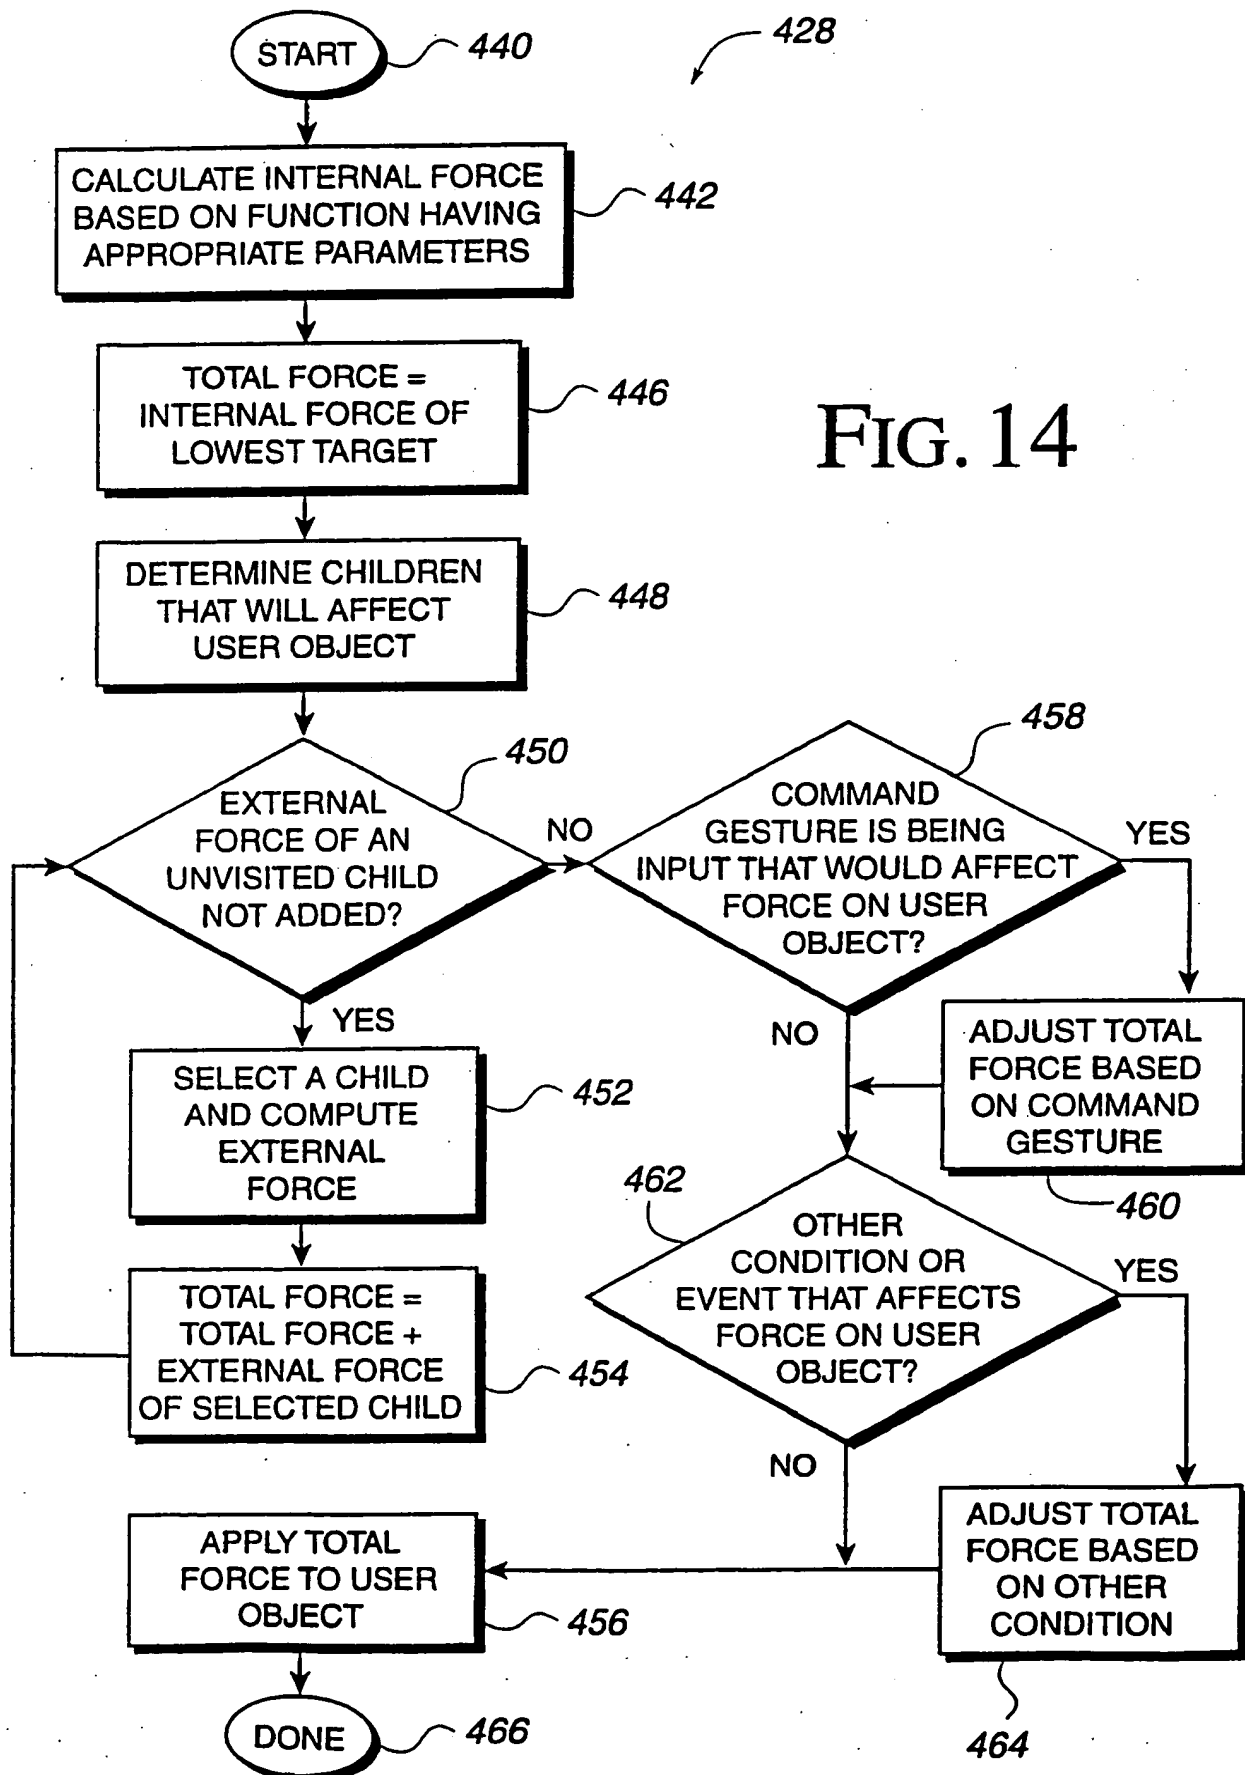 START
440
428
CALCULATE INTERNAL FORCE
BASED ON FUNCTION HAVING
APPROPRIATE PARAMETERS
442
TOTAL FORCE =
INTERNAL FORCE OF
LOWEST TARGET
446
FIG. 14
DETERMINE CHILDREN
THAT WILL AFFECT
USER OBJECT
448
EXTERNAL
FORCE OF AN
UNVISITED CHILD
NOT ADDED?
450
NO
YES
COMMAND
GESTURE IS BEING
INPUT THAT WOULD AFFECT
FORCE ON USER
OBJECT?
458
YES
NO
SELECT A CHILD
AND COMPUTE
EXTERNAL
FORCE
452
ADJUST TOTAL
FORCE BASED
ON COMMAND
GESTURE
460
TOTAL FORCE =
TOTAL FORCE +
EXTERNAL FORCE
OF SELECTED CHILD
454
462
OTHER
CONDITION OR
EVENT THAT AFFECTS
FORCE ON USER
OBJECT?
YES
NO
APPLY TOTAL
FORCE TO USER
OBJECT
456
ADJUST TOTAL
FORCE BASED
ON OTHER
CONDITION
464
DONE
466